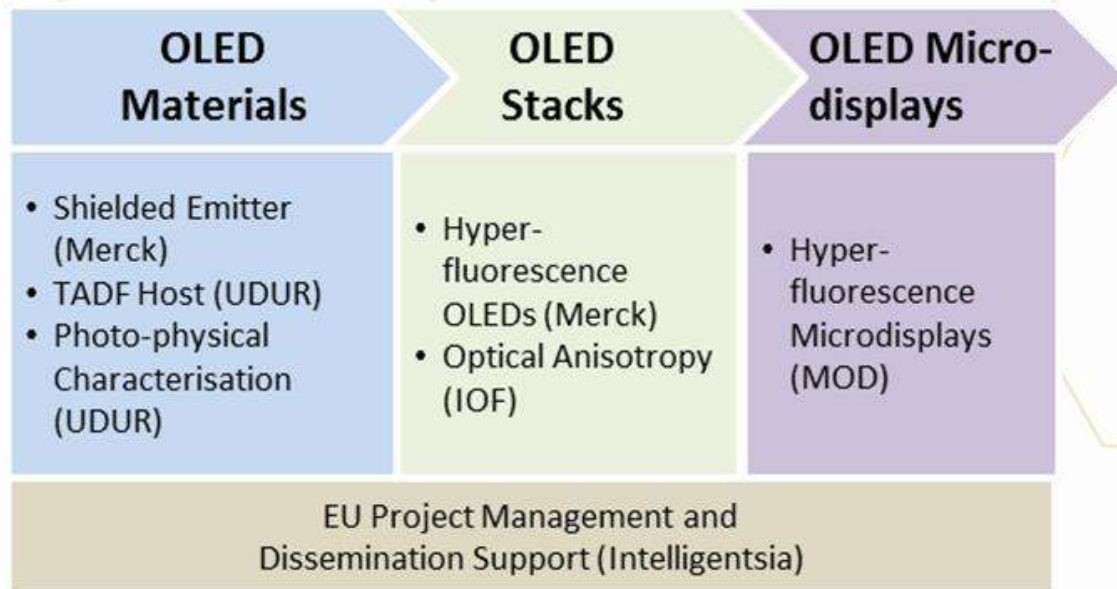 OLED
Materials
OLED
Stacks
OLED Micro-
displays
• Shielded Emitter
(Merck)
• TADF Host (UDUR)
• Photo-physical
Characterisation
(UDUR)
• Hyper-
fluorescence
OLEDs (Merck)
• Optical Anisotropy
(IOF)
• Hyper-
fluorescence
Microdisplays
(MOD)
EU Project Management and
Dissemination Support (Intelligentsia)